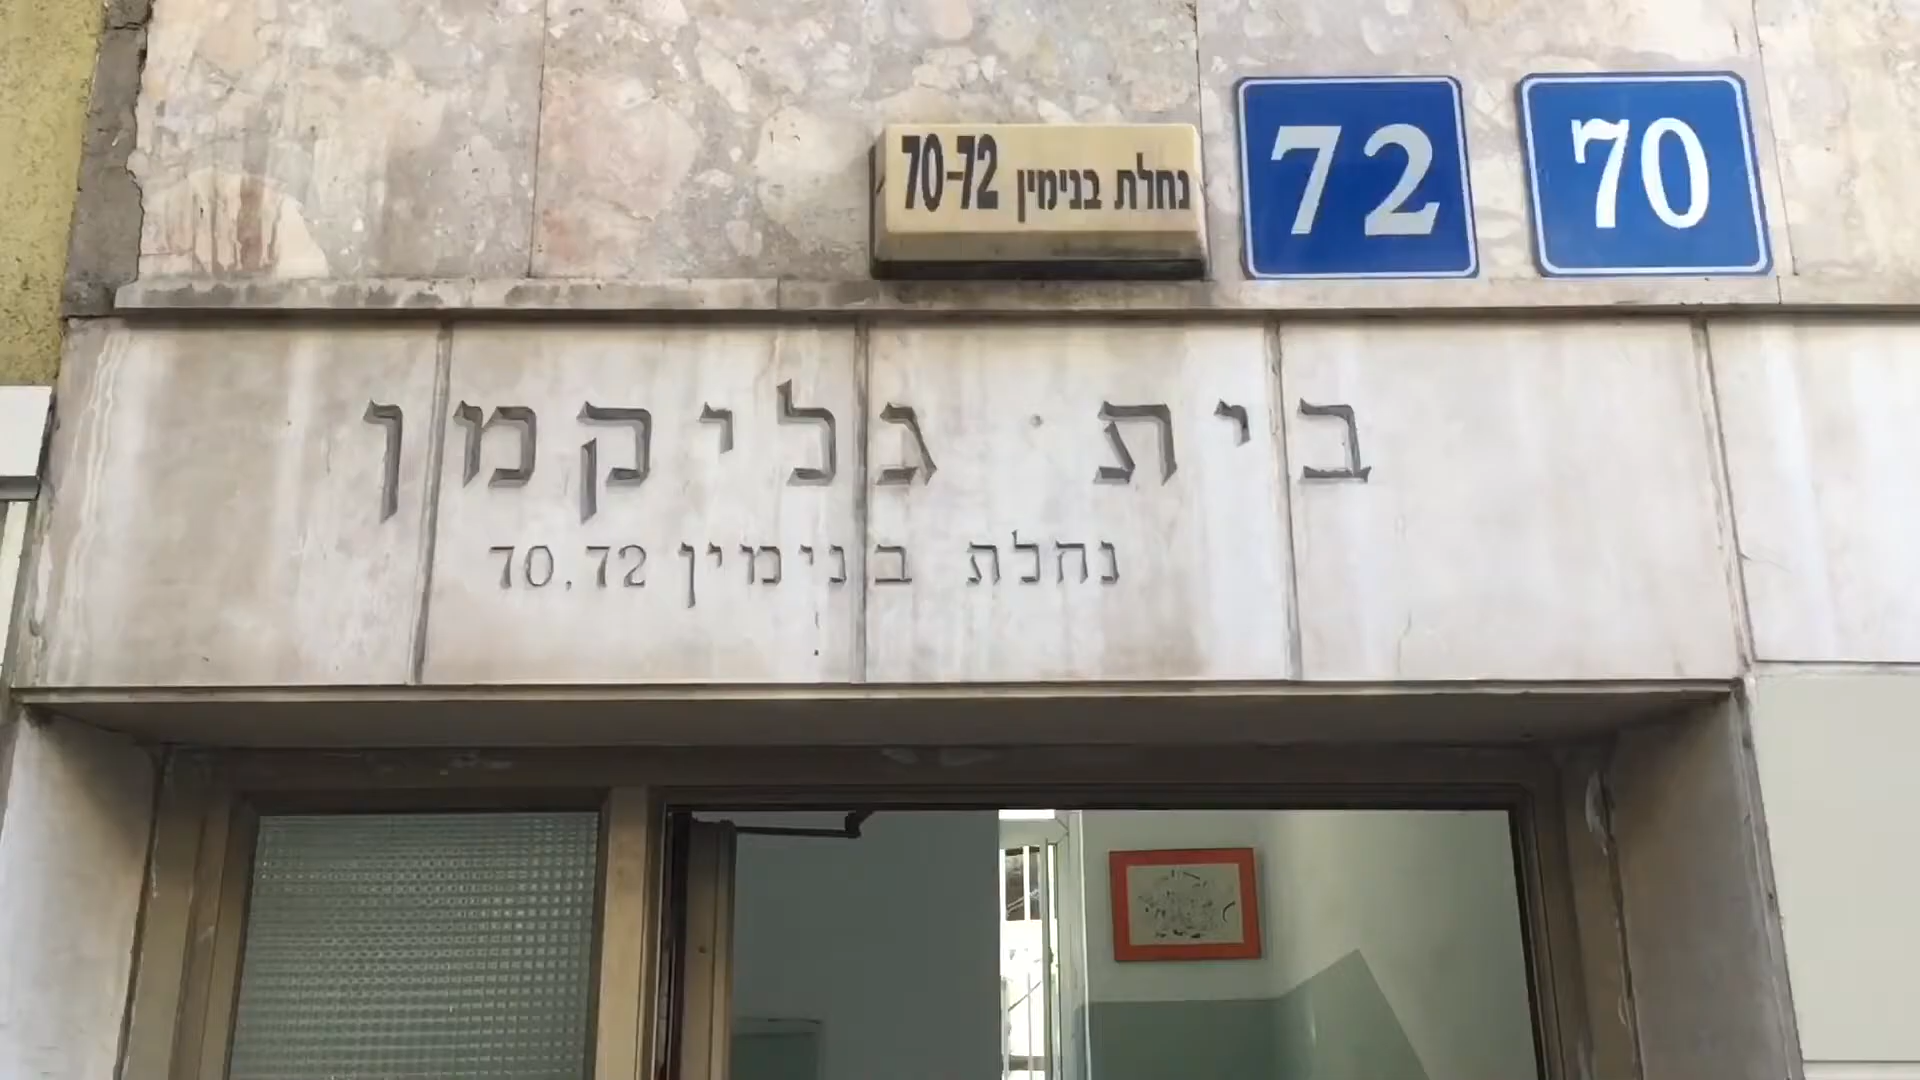 נחלת בנימין 70-72
72
70
בית גליקמן
נחלת בנימין 70,72